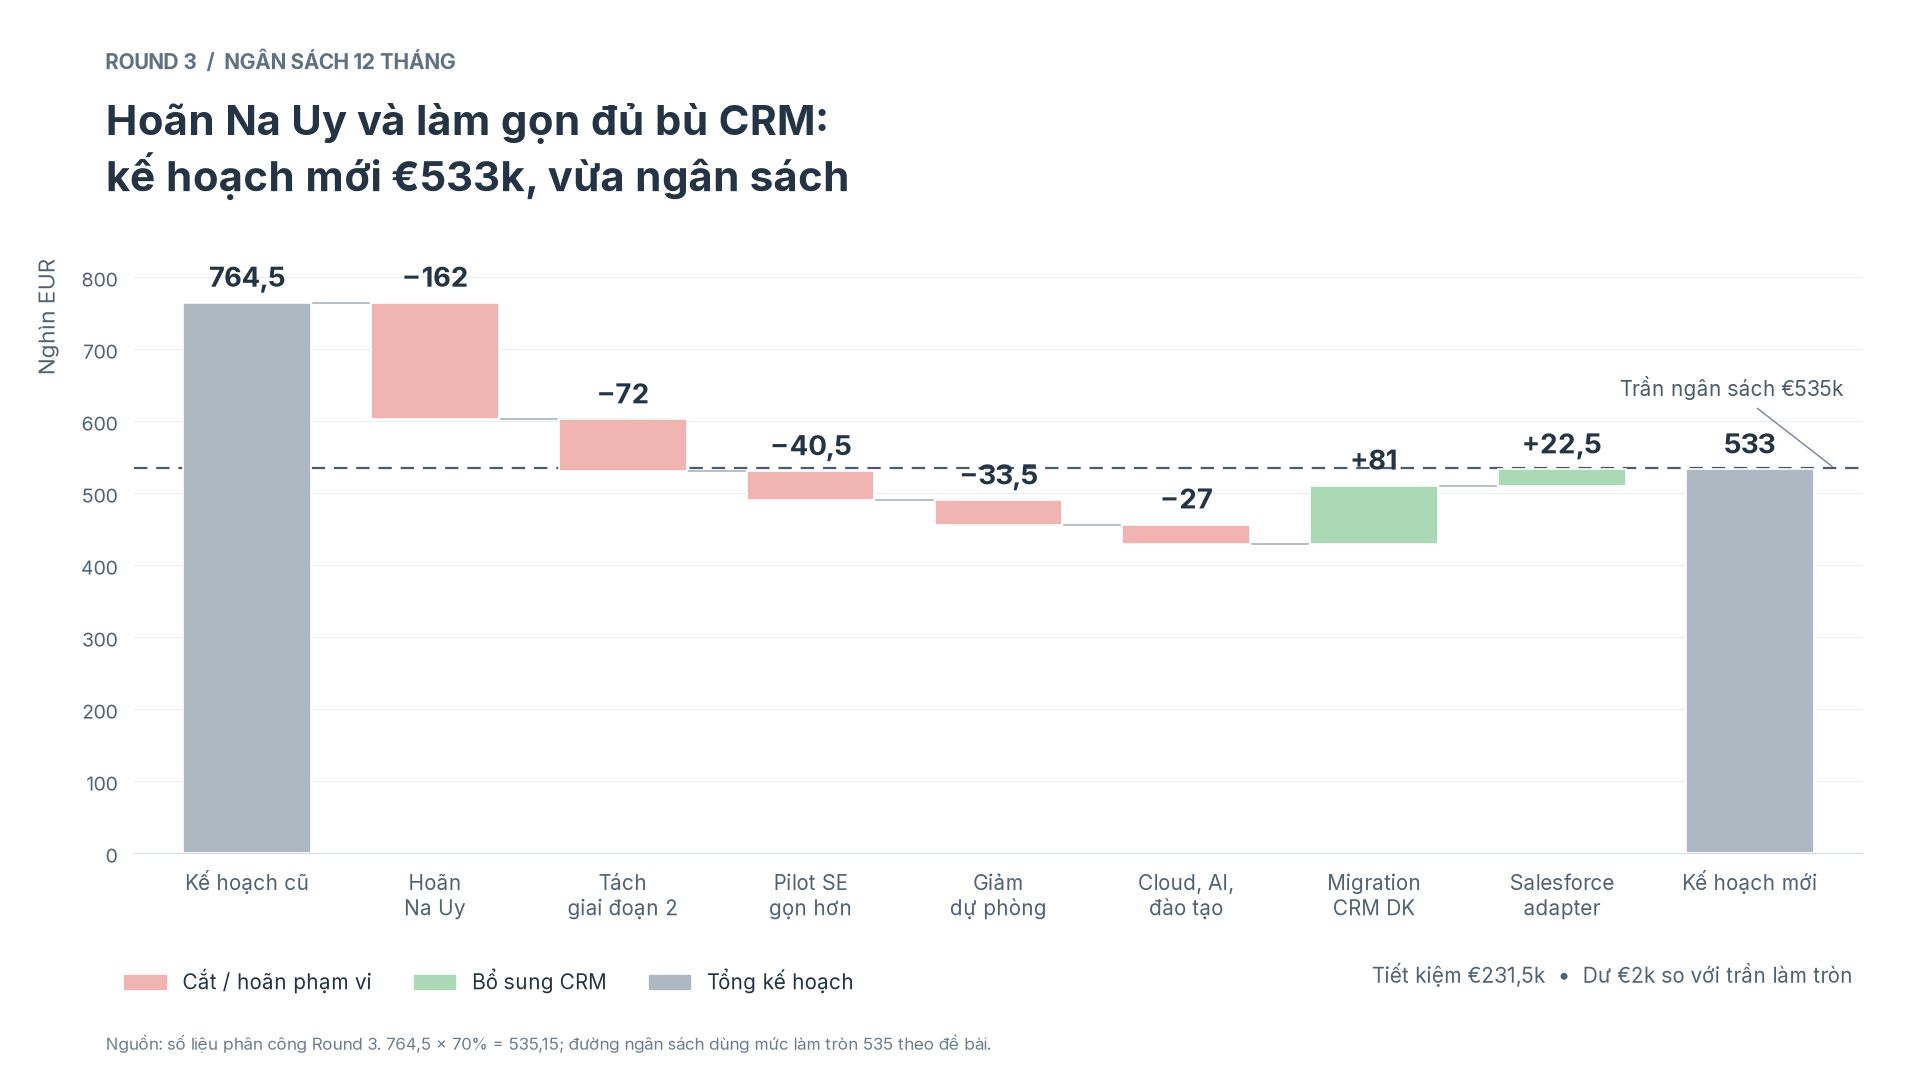 ROUND 3 / NGÂN SÁCH 12 THÁNG
Hoãn Na Uy và làm gọn đủ bù CRM:
kế hoạch mới €533k, vừa ngân sách
Nghìn EUR
800
700
600
500
400
300
200
100
0
764,5
−162
−72
−40,5
−33,5
−27
+81
+22,5
533
Trần ngân sách €535k
Kế hoạch cũ
Hoãn
Na Uy
Tách
giai đoạn 2
Pilot SE
gọn hơn
Giảm
dự phòng
Cloud, AI,
đào tạo
Migration
CRM DK
Salesforce
adapter
Kế hoạch mới
Cắt / hoãn phạm vi
Bổ sung CRM
Tổng kế hoạch
Tiết kiệm €231,5k • Dư €2k so với trần làm tròn
Nguồn: số liệu phân công Round 3. 764,5 × 70% = 535,15; đường ngân sách dùng mức làm tròn 535 theo đề bài.